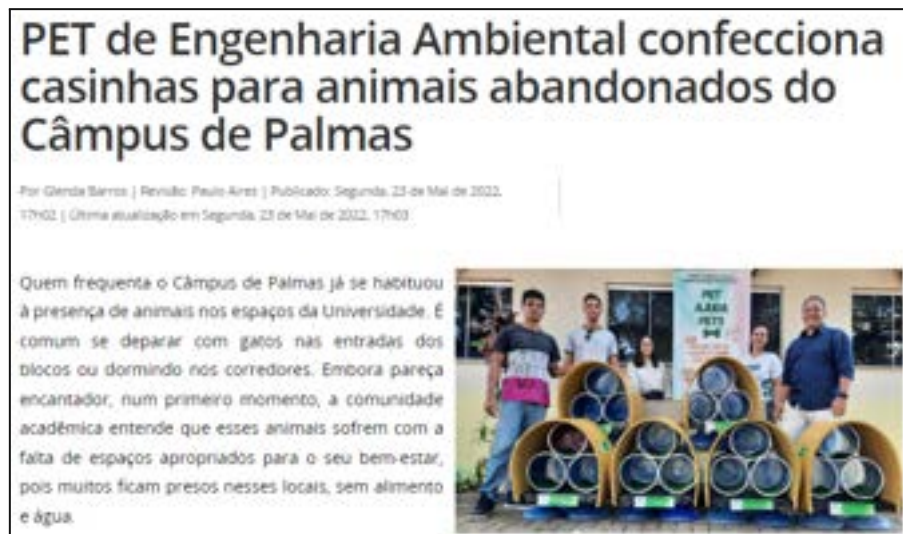 PET de Engenharia Ambiental confecciona
casinhas para animais abandonados do
Câmpus de Palmas
Por Glenda Barros | Revisão: Paulo Aires | Publicado: Segunda, 23 de Mai de 2022,
17h02 | Última atualização em Segunda, 23 de Mai de 2022, 17h03
Quem frequenta o Câmpus de Palmas já se habituou
à presença de animais nos espaços da Universidade. É
comum se deparar com gatos nas entradas dos
blocos ou dormindo nos corredores. Embora pareça
encantador, num primeiro momento, a comunidade
acadêmica entende que esses animais sofrem com a
falta de espaços apropriados para o seu bem-estar,
pois muitos ficam presos nesses locais, sem alimento
e água.
PET
AJUDA
PETS